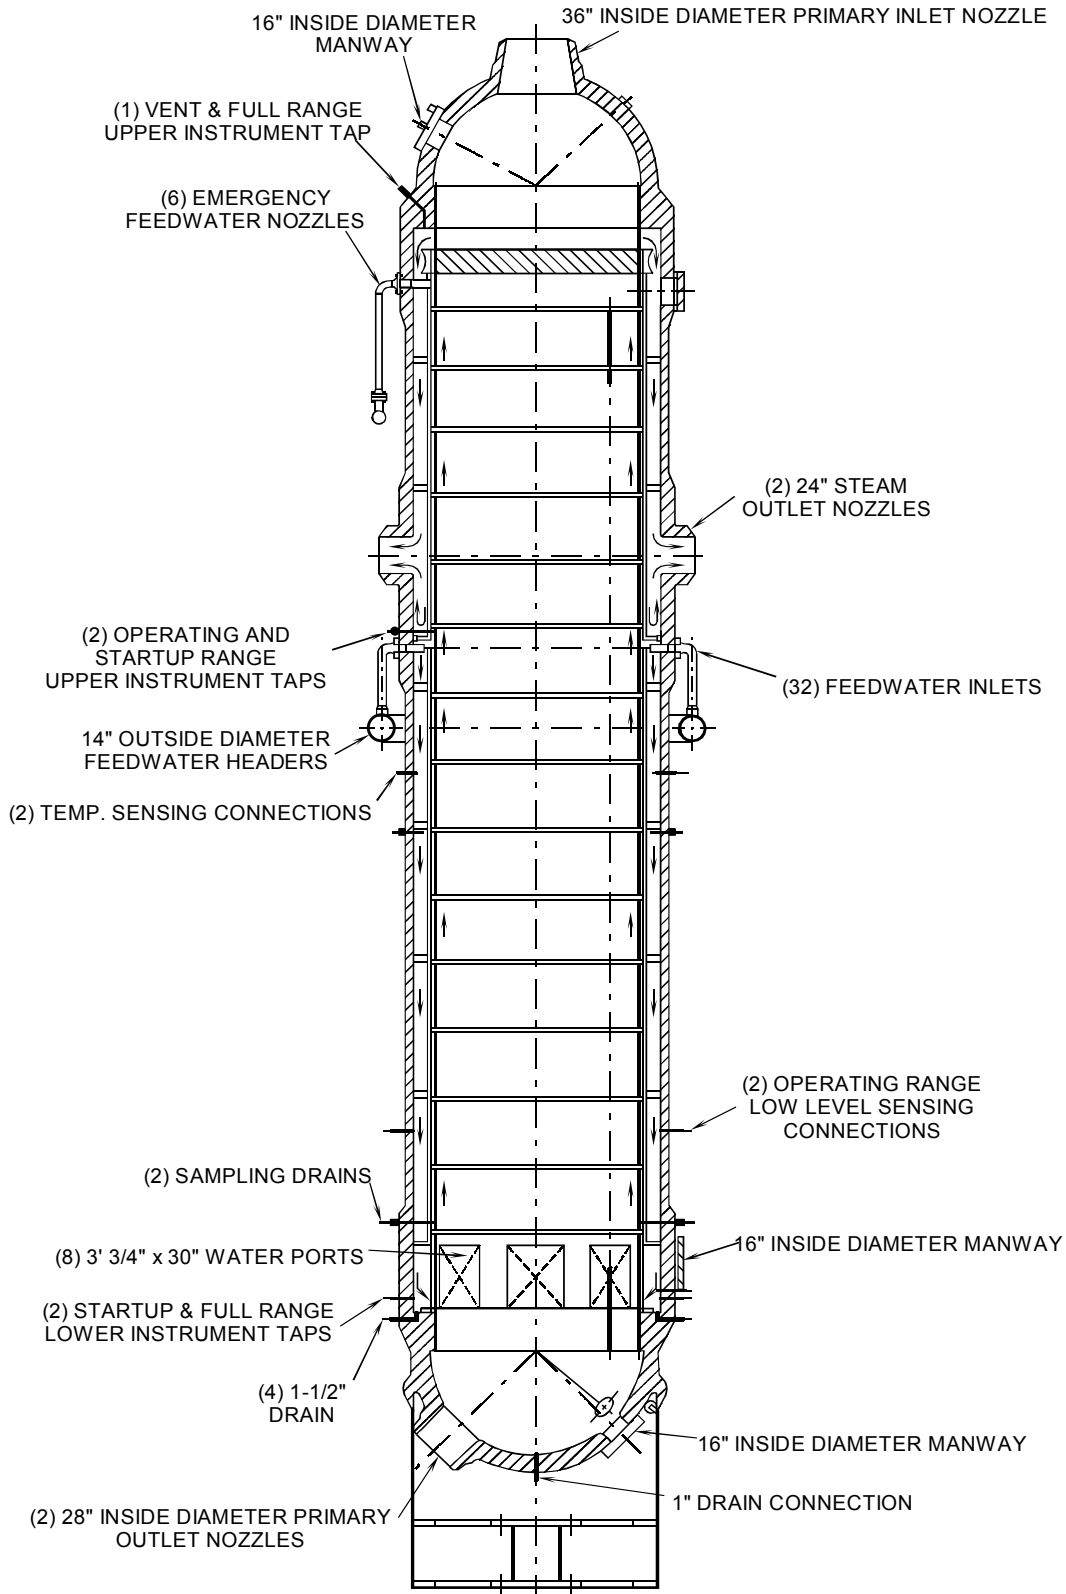 16" INSIDE DIAMETER
MANWAY
36" INSIDE DIAMETER PRIMARY INLET NOZZLE
(1) VENT & FULL RANGE
UPPER INSTRUMENT TAP
(6) EMERGENCY
FEEDWATER NOZZLES
(2) 24" STEAM
OUTLET NOZZLES
(2) OPERATING AND
STARTUP RANGE
UPPER INSTRUMENT TAPS
(32) FEEDWATER INLETS
14" OUTSIDE DIAMETER
FEEDWATER HEADERS
(2) TEMP. SENSING CONNECTIONS
(2) OPERATING RANGE
LOW LEVEL SENSING
CONNECTIONS
(2) SAMPLING DRAINS
(8) 3' 3/4" x 30" WATER PORTS
16" INSIDE DIAMETER MANWAY
(2) STARTUP & FULL RANGE
LOWER INSTRUMENT TAPS
(4) 1-1/2"
DRAIN
16" INSIDE DIAMETER MANWAY
1" DRAIN CONNECTION
(2) 28" INSIDE DIAMETER PRIMARY
OUTLET NOZZLES